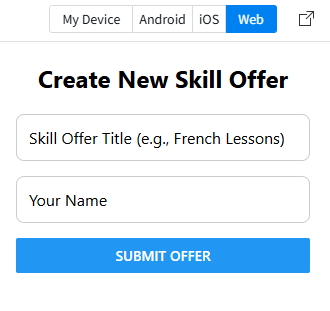 My Device Android iOS Web
Create New Skill Offer
Skill Offer Title (e.g., French Lessons)
Your Name
SUBMIT OFFER